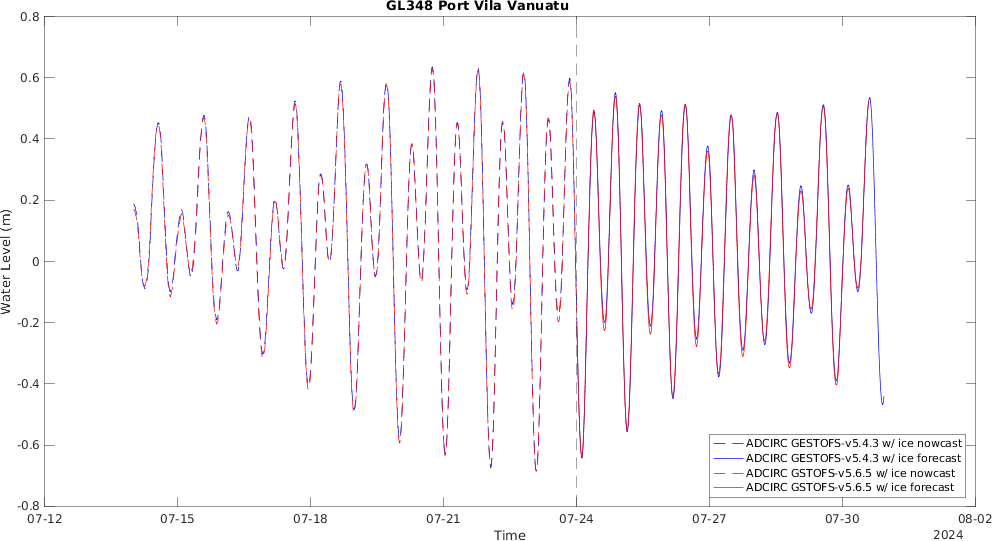 GL348 Port Vila Vanuatu
0.8
0.6
0.4
0.2
0
-0.2
-0.4
-0.6
-0.8
Water Level (m)
ADCIRC GESTOFS-v5.4.3 w/ ice nowcast
ADCIRC GESTOFS-v5.4.3 w/ ice forecast
ADCIRC GSTOFS-v5.6.5 w/ ice nowcast
ADCIRC GSTOFS-v5.6.5 w/ ice forecast
07-12 07-15 07-18 07-21 07-24 07-27 07-30 08-02
Time
2024